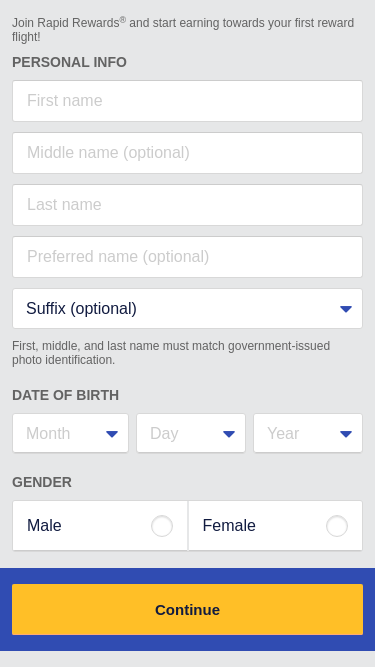 Join Rapid Rewards® and start earning towards your first reward
flight!
PERSONAL INFO
First name
Middle name (optional)
Last name
Preferred name (optional)
Suffix (optional)
First, middle, and last name must match government-issued
photo identification.
DATE OF BIRTH
Month Day Year
GENDER
Male Female
Continue